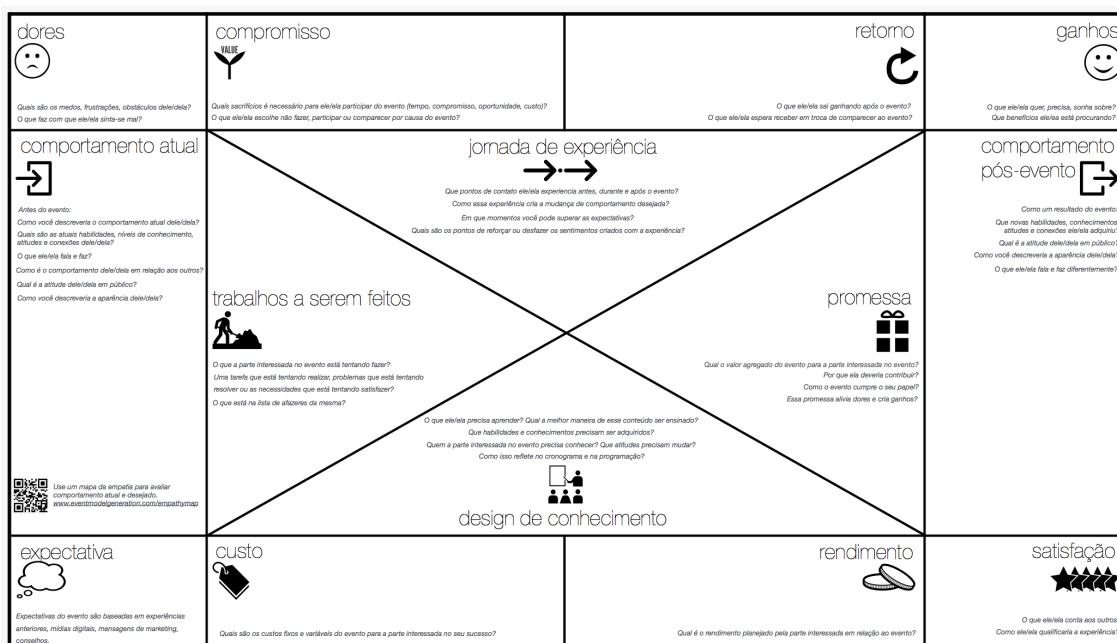 dores
Quais são os medos, frustrações, obstáculos dele/dela?
O que faz com que ele/ela sinta-se mal?
compromisso
VALUE
Quais sacrifícios é necessário para ele/ela participar do evento (tempo, compromisso, oportunidade, custo)?
O que ele/ela escolhe não fazer, participar ou comparecer por causa do evento?
retorno
O que ele/ela sai ganhando após o evento?
O que ele/ela espera receber em troca de comparecer ao evento?
ganhos
O que ele/ela quer, precisa, sonha sobre?
Que benefícios ele/ea está procurando?
comportamento atual
Antes do evento:
Como você descreveria o comportamento atual dele/dela?
Quais são as atuais habilidades, níveis de conhecimento,
atitudes e conexões dele/dela?
O que ele/ela fala e faz?
Como é o comportamento dele/dela em relação aos outros?
Qual é a atitude dele/dela em público?
Como você descreveria a aparência dele/dela?
Use um mapa da empatia para avaliar
comportamento atual e desejado.
www.eventmodelgeneration.com/empathymap
jornada de experiência
Que pontos de contato ele/ela experiencia antes, durante e após o evento?
Como essa experiência cria a mudança de comportamento desejada?
Em que momentos você pode superar as expectativas?
Quais são os pontos de reforçar ou desfazer os sentimentos criados com a experiência?
trabalhos a serem feitos
O que a parte interessada no evento está tentando fazer?
Uma tarefa que está tentando realizar, problemas que está tentando
resolver ou as necessidades que está tentando satisfazer?
O que está na lista de afazeres da mesma?
promessa
Qual o valor agregado do evento para a parte interessada no evento?
Por que ela deveria contribuir?
Como o evento cumpre o seu papel?
Essa promessa alivia dores e cria ganhos?
O que ele/ela precisa aprender? Qual a melhor maneira de esse conteúdo ser ensinado?
Que habilidades e conhecimentos precisam ser adquiridos?
Quem a parte interessada no evento precisa conhecer? Que atitudes precisam mudar?
Como isso reflete no cronograma e na programação?
design de conhecimento
comportamento
pós-evento
Como um resultado do evento:
Que novas habilidades, conhecimentos
atitudes e conexões ele/ela adquiriu?
Qual é a atitude dele/dela em público?
Como você descreveria a aparência dele/dela?
O que ele/ela fala e faz diferentemente?
expectativa
Expectativas do evento são baseadas em experiências
anteriores, mídias digitais, mensagens de marketing,
conselhos.
custo
Quais são os custos fixos e variáveis do evento para a parte interessada no seu sucesso?
rendimento
Qual é o rendimento planejado pela parte interessada em relação ao evento?
satisfação
O que ele/ela conta aos outros?
Como ele/ela qualificaria a experiência?